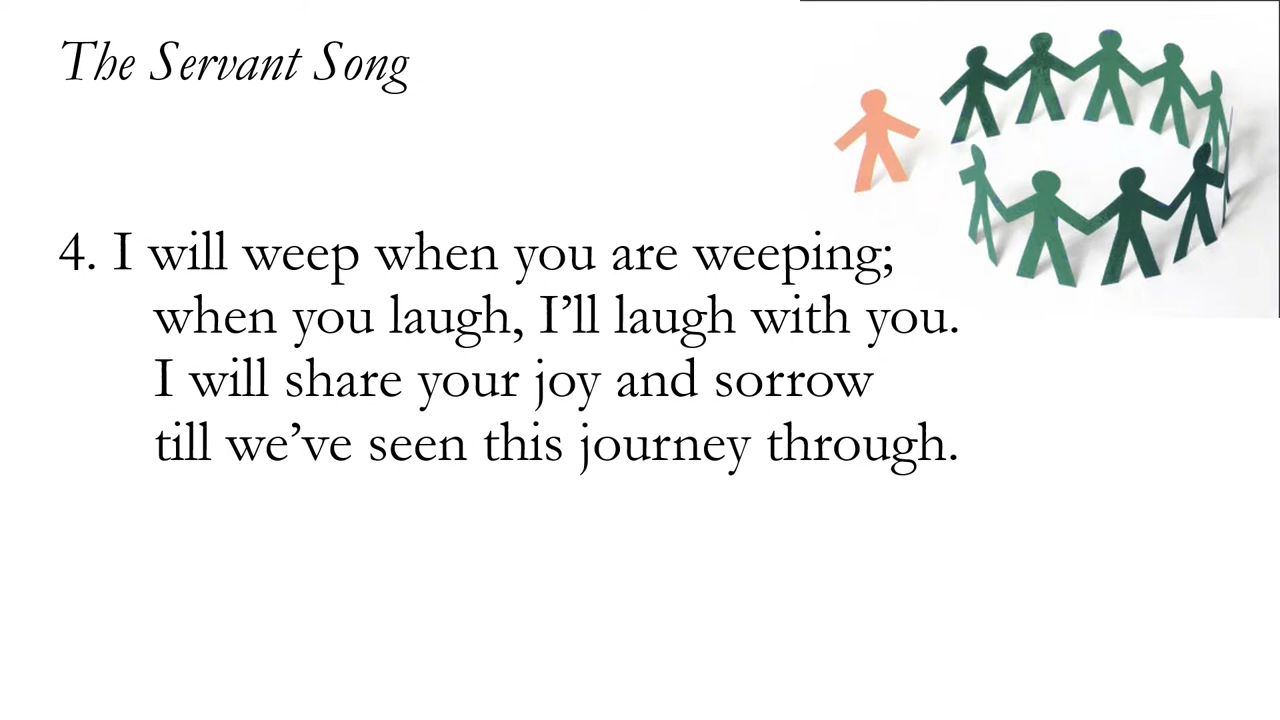 The Servant Song
4. I will weep when you are weeping;
when you laugh, I’ll laugh with you.
I will share your joy and sorrow
till we’ve seen this journey through.